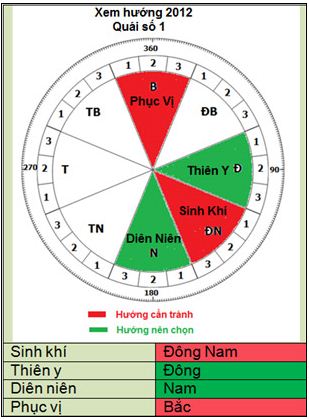 Xem hướng 2012
Quái số 1
360
1 2 3
B
Phục Vị
TB
ĐB
1 2 3
1 2 3
270
T
Thiên Y Đ
90
1 2 3
Sinh Khí
ĐN
TN
Diên Niên
N
1 2 3
1 2 3
1 2 3
180
1 2 3
Hướng cần tránh
Hướng nên chọn
Sinh khí Đông Nam
Thiên y Đông
Diên niên Nam
Phục vị Bắc